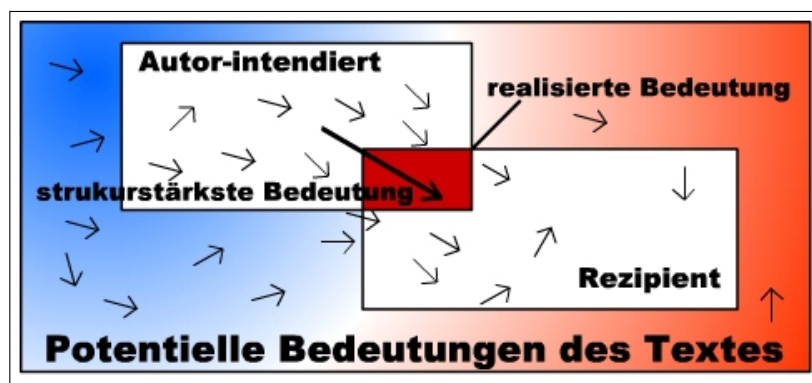 Autor-intendiert
realisierte Bedeutung
strukurstärkste Bedeutung
Rezipient
Potentielle Bedeutungen des Textes